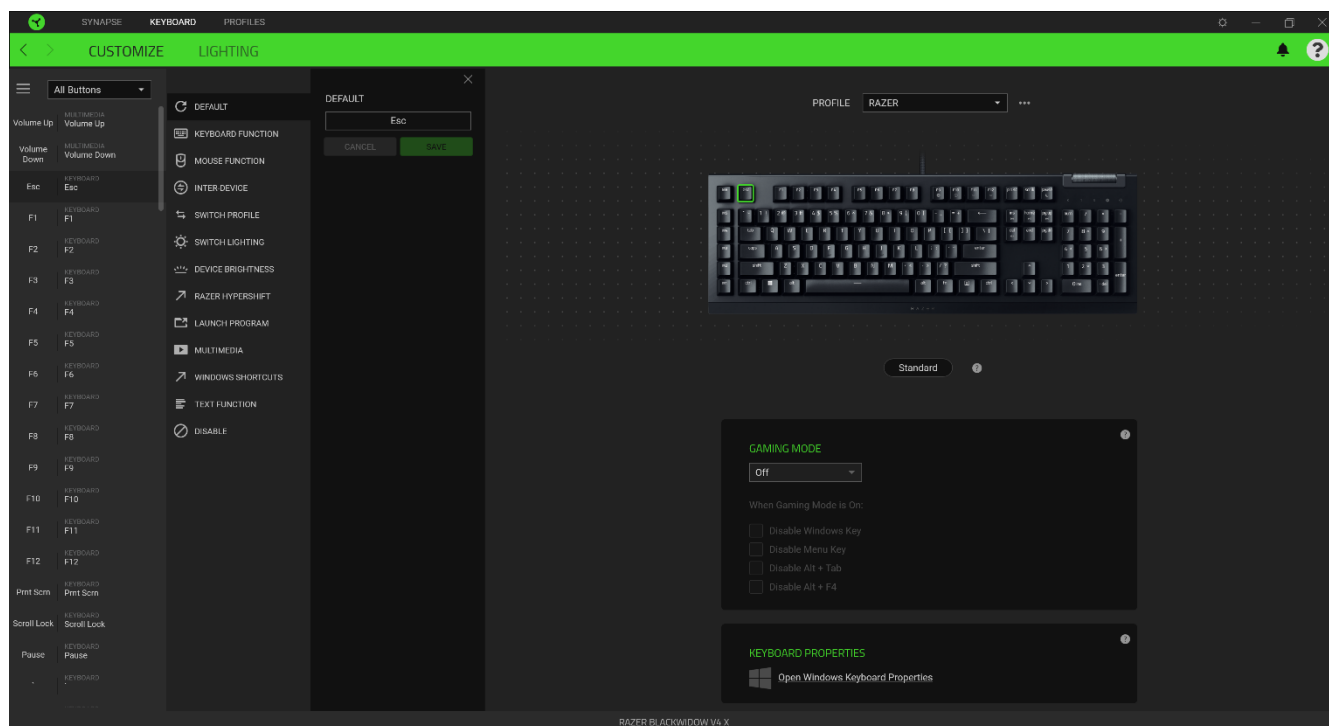 SYNAPSE KEYBOARD PROFILES
CUSTOMIZE LIGHTING
?
All Buttons
Volume Up MULTIMEDIA
Volume Up
Volume Down MULTIMEDIA
Volume Down
Esc KEYBOARD
Esc
F1 KEYBOARD
F1
F2 KEYBOARD
F2
F3 KEYBOARD
F3
F4 KEYBOARD
F4
F5 KEYBOARD
F5
F6 KEYBOARD
F6
F7 KEYBOARD
F7
F8 KEYBOARD
F8
F9 KEYBOARD
F9
F10 KEYBOARD
F10
F11 KEYBOARD
F11
F12 KEYBOARD
F12
Prnt Scrn KEYBOARD
Prnt Scrn
Scroll Lock KEYBOARD
Scroll Lock
Pause KEYBOARD
Pause
KEYBOARD
DEFAULT
KEYBOARD FUNCTION
MOUSE FUNCTION
INTER-DEVICE
SWITCH PROFILE
SWITCH LIGHTING
DEVICE BRIGHTNESS
RAZER HYPERSHIFT
LAUNCH PROGRAM
MULTIMEDIA
WINDOWS SHORTCUTS
TEXT FUNCTION
DISABLE
DEFAULT
Esc
CANCEL SAVE
PROFILE RAZER
Standard ?
GAMING MODE ?
Off
When Gaming Mode is On:
Disable Windows Key
Disable Menu Key
Disable Alt + Tab
Disable Alt + F4
KEYBOARD PROPERTIES ?
Open Windows Keyboard Properties
RAZER BLACKWIDOW V4 X